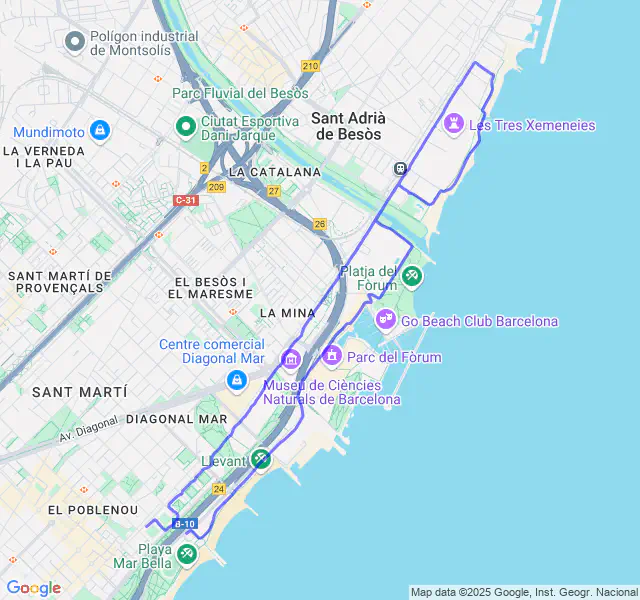 Polígon industrial
de Montsolís
210
Parc Fluvial del Besòs
Mundimoto
Ciutat Esportiva
Dani Jarque
Sant Adrià
de Besòs
Les Tres Xemeneies
LA VERNEDA
I LA PAU
2
LA CATALANA
209
27
C-31
26
SANT MARTÍ DE
PROVENÇALS
EL BESÒS I
EL MARESME
Platja del
Fòrum
LA MINA
Go Beach Club Barcelona
Centre comercial
Diagonal Mar
Parc del Fòrum
Museu de Ciències
Naturals de Barcelona
SANT MARTÍ
Av. Diagonal
DIAGONAL MAR
Llevant
24
EL POBLENOU
B-10
Playa
Mar Bella
Google
Map data ©2025 Google, Inst. Geogr. Nacional